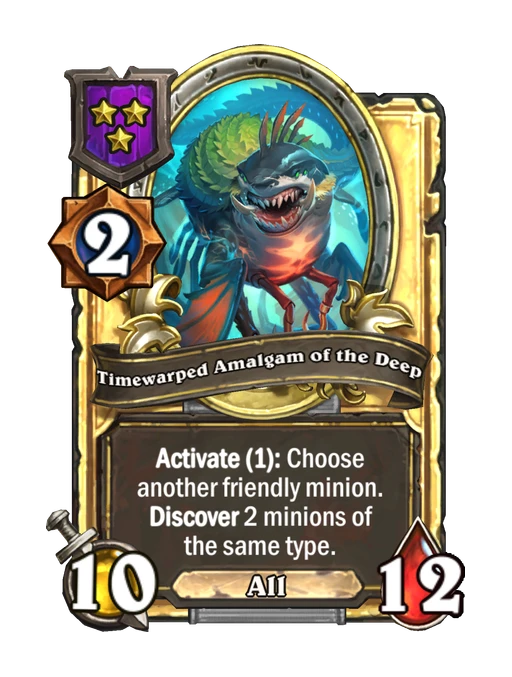 2
Timewarped Amalgam of the Deep
Activate (1): Choose
another friendly minion.
Discover 2 minions of
the same type.
10
All
12